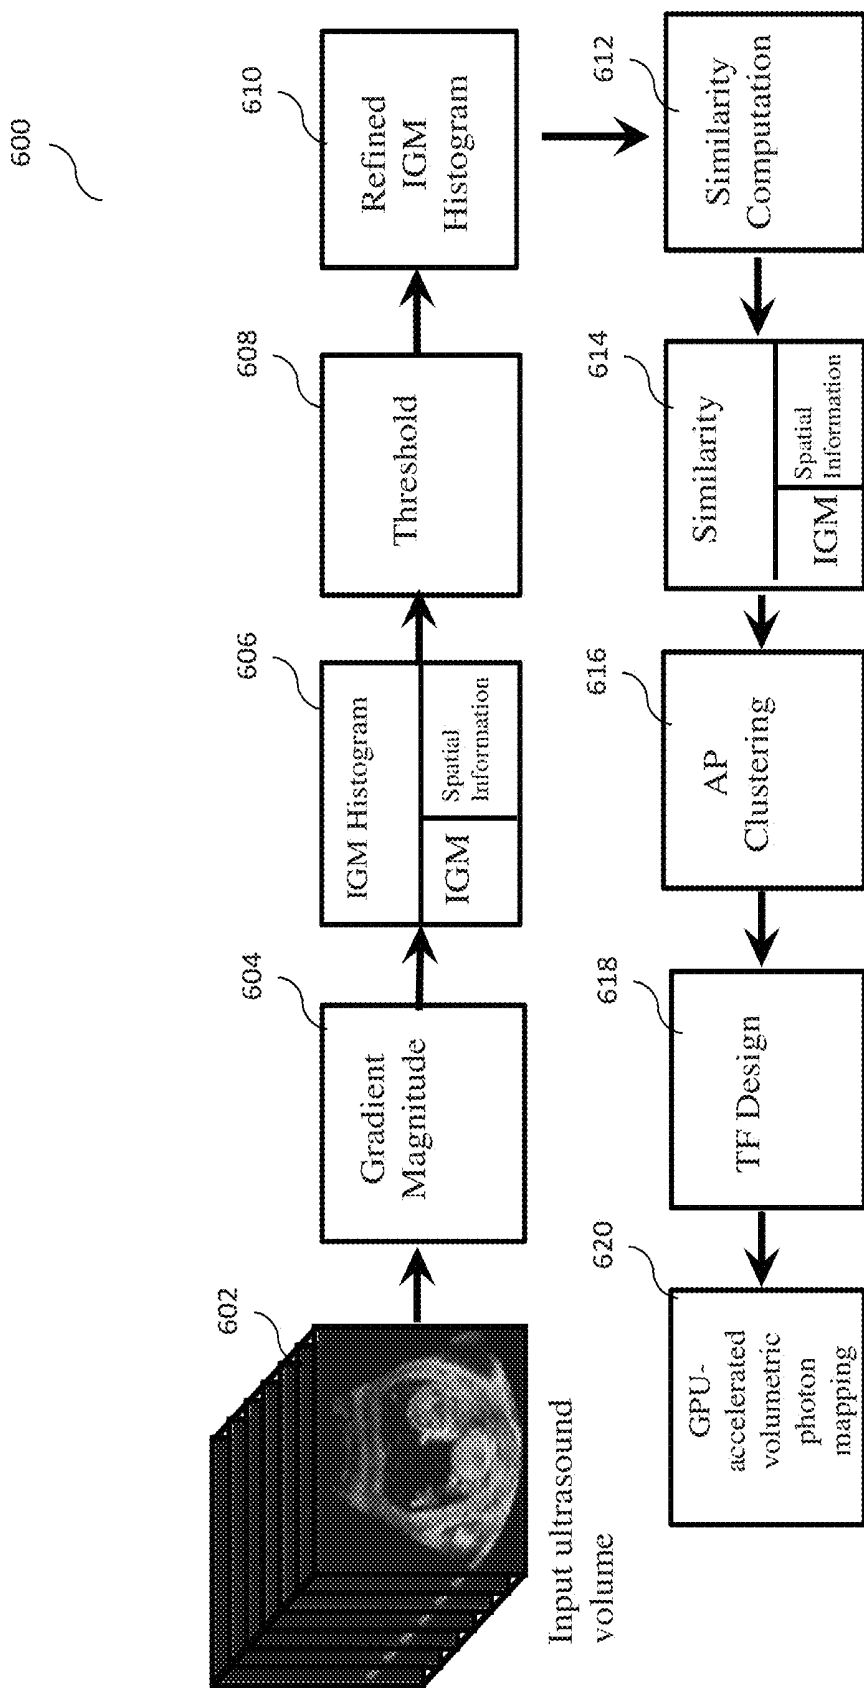 600
602
Input ultrasound
volume
604
Gradient
Magnitude
606
IGM Histogram
IGM
Spatial
Information
608
Threshold
610
Refined
IGM
Histogram
612
Similarity
Computation
614
Similarity
IGM
Spatial
Information
616
AP
Clustering
618
TF Design
620
GPU-
accelerated
volumetric
photon
mapping